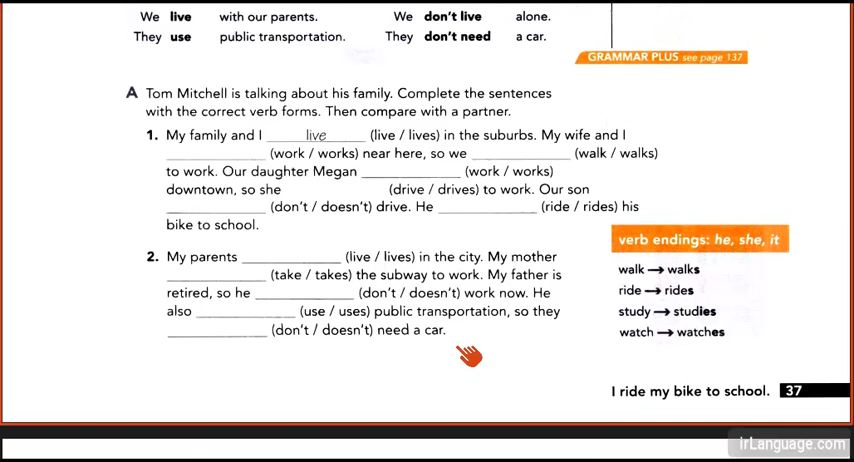 We live with our parents. We don't live alone.
They use public transportation. They don't need a car.
GRAMMAR PLUS see page 137
A Tom Mitchell is talking about his family. Complete the sentences
with the correct verb forms. Then compare with a partner.
1. My family and I live (live / lives) in the suburbs. My wife and I
(work / works) near here, so we (walk / walks)
to work. Our daughter Megan (work / works)
downtown, so she (drive / drives) to work. Our son
(don't / doesn't) drive. He (ride / rides) his
bike to school.
2. My parents (live / lives) in the city. My mother
(take / takes) the subway to work. My father is
retired, so he (don't / doesn't) work now. He
also (use / uses) public transportation, so they
(don't / doesn't) need a car.
verb endings: he, she, it
walk → walks
ride → rides
study → studies
watch → watches
I ride my bike to school. 37
IrLanguage.com